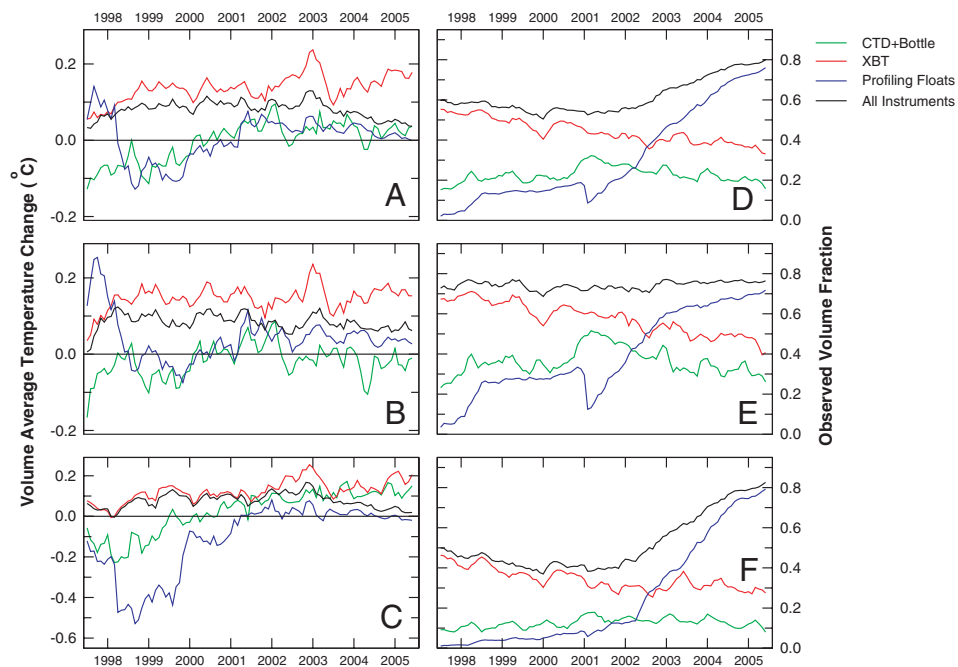 1998 1999 2000 2001 2002 2003 2004 2005
1998 1999 2000 2001 2002 2003 2004 2005
CTD+Bottle
XBT
Profiling Floats
All Instruments
Volume Average Temperature Change (°C)
Observed Volume Fraction
0.2
0.0
-0.2
A
0.8
0.6
0.4
0.2
0.0
D
0.2
0.0
-0.2
B
0.8
0.6
0.4
0.2
0.0
E
0.2
0.0
-0.2
-0.4
-0.6
C
0.8
0.6
0.4
0.2
0.0
F
1998 1999 2000 2001 2002 2003 2004 2005
1998 1999 2000 2001 2002 2003 2004 2005